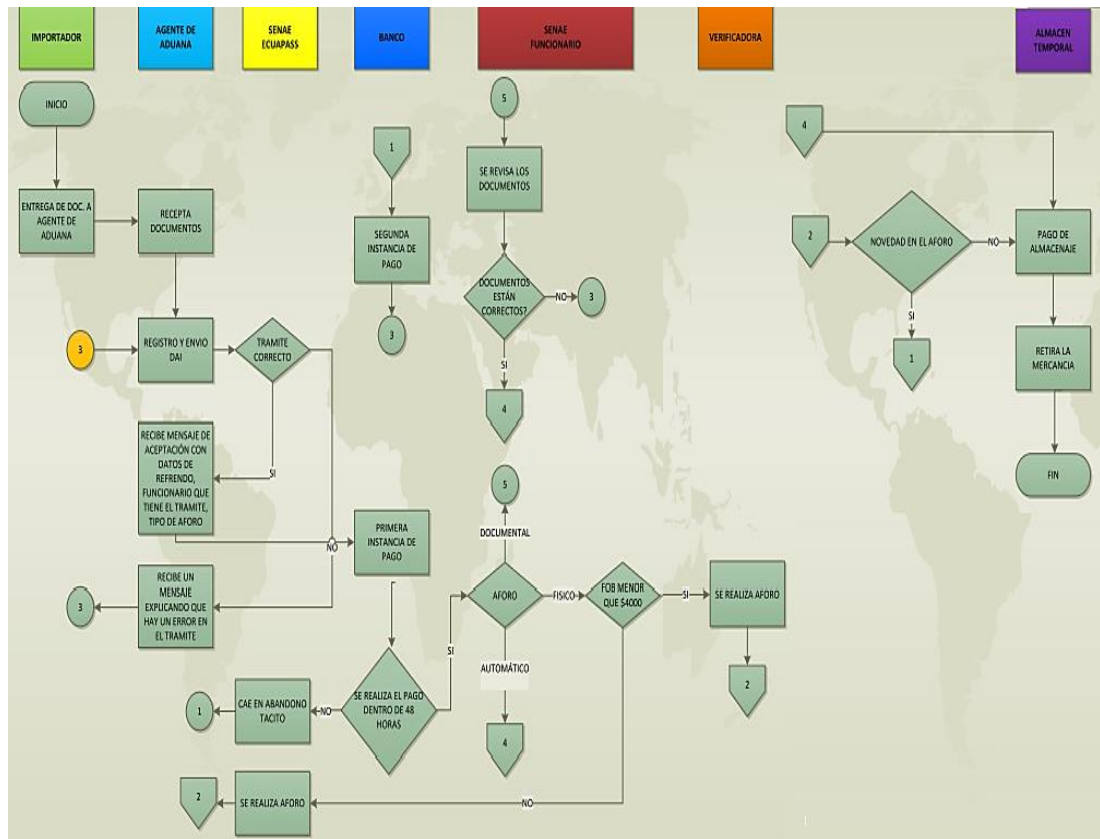 IMPORTADOR
AGENTE DE
ADUANA
SENAE
ECUAPASS
BANCO
SENAE
FUNCIONARIO
VERIFICADORA
ALMACEN
TEMPORAL
INICIO
5
1
4
SE REVISA LOS
DOCUMENTOS
ENTREGA DE DOC. A
AGENTE DE
ADUANA
RECEPTA
DOCUMENTOS
SEGUNDA
INSTANCIA DE
PAGO
2
NOVEDAD EN EL AFORO
NO
PAGO DE
ALMACENAJE
DOCUMENTOS
ESTÁN
CORRECTOS?
NO
3
SI
1
3
3
REGISTRO Y ENVIO
DAI
TRAMITE
CORRECTO
RETIRA LA
MERCANCIA
SI
4
RECIBE MENSAJE DE
ACEPTACIÓN CON
DATOS DE
REFRENDO,
FUNCIONARIO QUE
TIENE EL TRAMITE,
TIPO DE AFORO
SI
FIN
5
DOCUMENTAL
PRIMERA
INSTANCIA DE
PAGO
NO
3
RECIBE UN
MENSAJE
EXPLICANDO QUE
HAY UN ERROR EN
EL TRAMITE
AFORO
FISICO
FOB MENOR
QUE $4000
SI
SE REALIZA AFORO
SI
AUTOMÁTICO
2
1
CAE EN ABANDONO
TACITO
NO
SE REALIZA EL PAGO
DENTRO DE 48
HORAS
4
2
SE REALIZA AFORO
NO